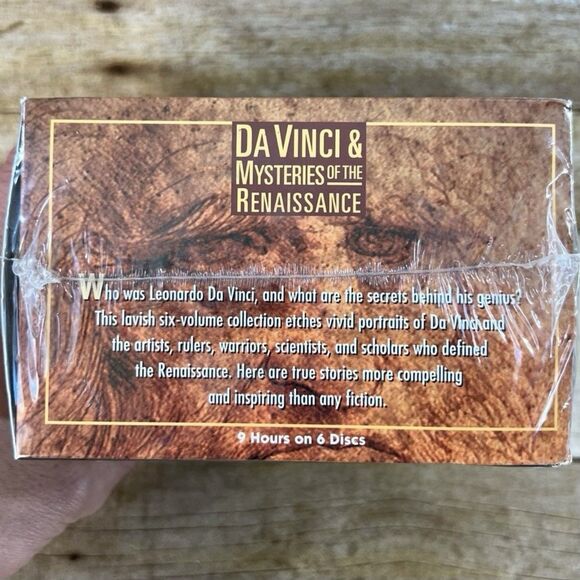 DA VINCI &
MYSTERIES OF THE
RENAISSANCE
Who was Leonardo Da Vinci, and what are the secrets behind his genius?
This lavish six-volume collection etches vivid portraits of Da Vinci and
the artists, rulers, warriors, scientists, and scholars who defined
the Renaissance. Here are true stories more compelling
and inspiring than any fiction.
9 Hours on 6 Discs